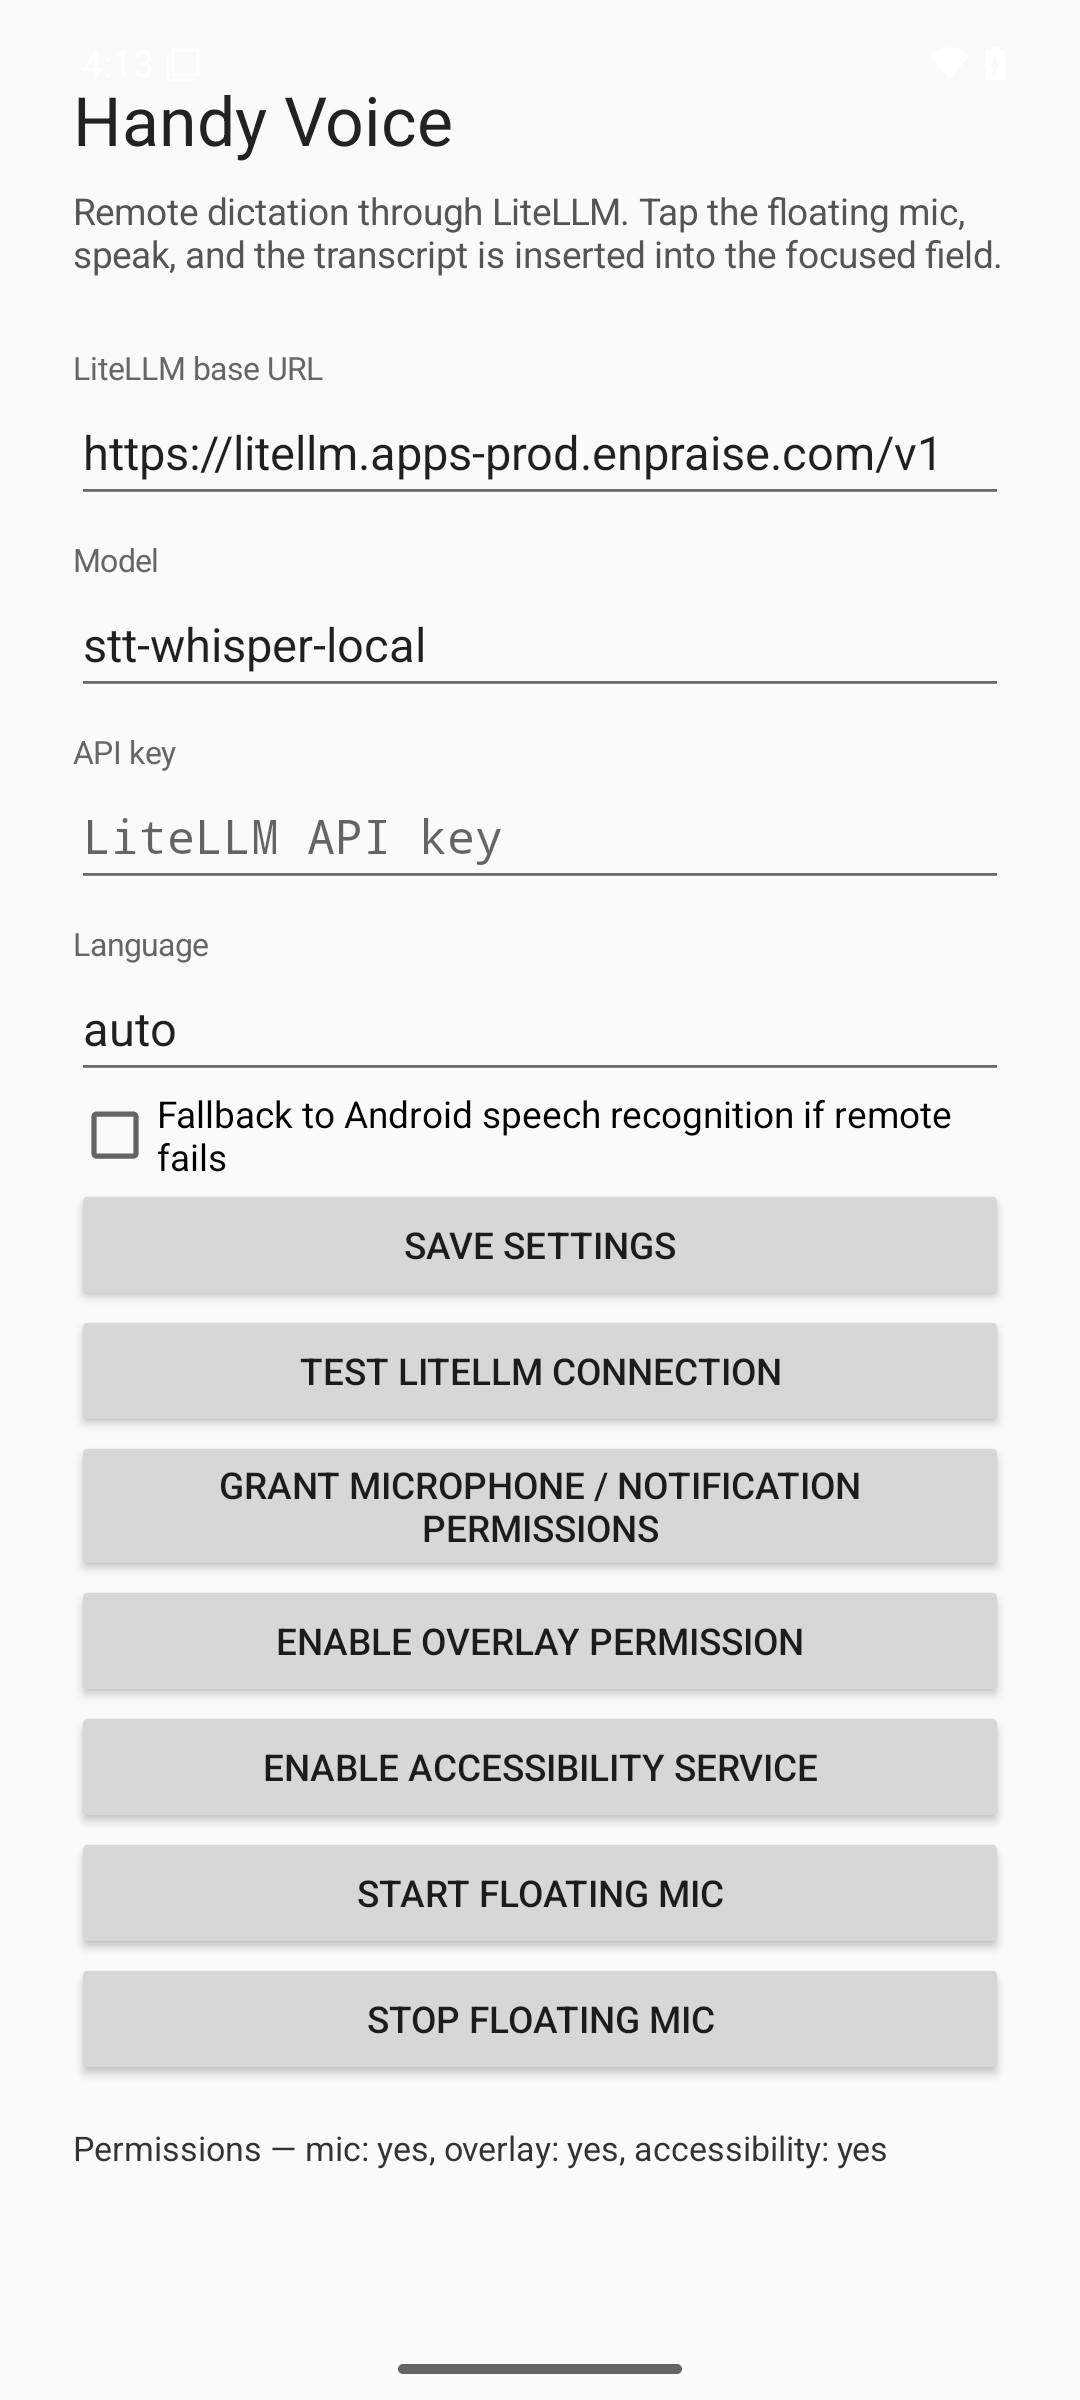 4:13
Handy Voice
Remote dictation through LiteLLM. Tap the floating mic,
speak, and the transcript is inserted into the focused field.
LiteLLM base URL
https://litellm.apps-prod.enpraise.com/v1
Model
stt-whisper-local
API key
LiteLLM API key
Language
auto
Fallback to Android speech recognition if remote
fails
SAVE SETTINGS
TEST LITELLM CONNECTION
GRANT MICROPHONE / NOTIFICATION
PERMISSIONS
ENABLE OVERLAY PERMISSION
ENABLE ACCESSIBILITY SERVICE
START FLOATING MIC
STOP FLOATING MIC
Permissions — mic: yes, overlay: yes, accessibility: yes